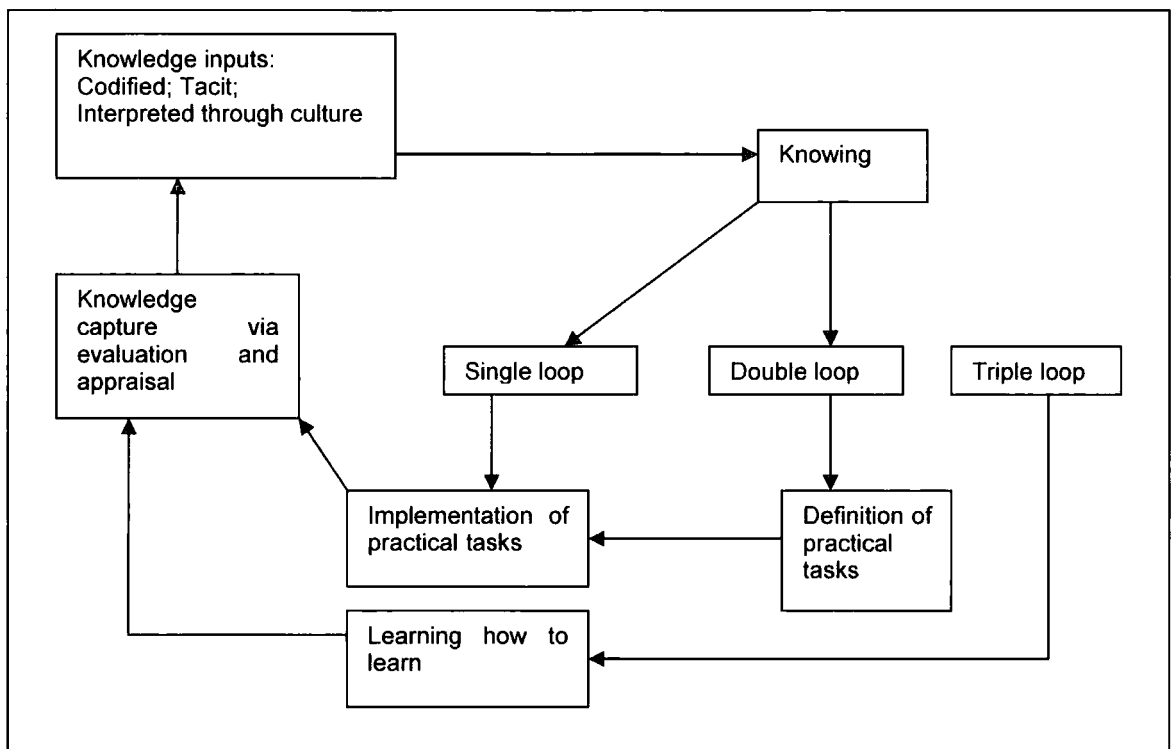 Knowledge inputs:
Codified; Tacit;
Interpreted through culture
Knowing
Knowledge
capture via
evaluation and
appraisal
Single loop
Double loop
Triple loop
Implementation of
practical tasks
Definition of
practical
tasks
Learning how to
learn